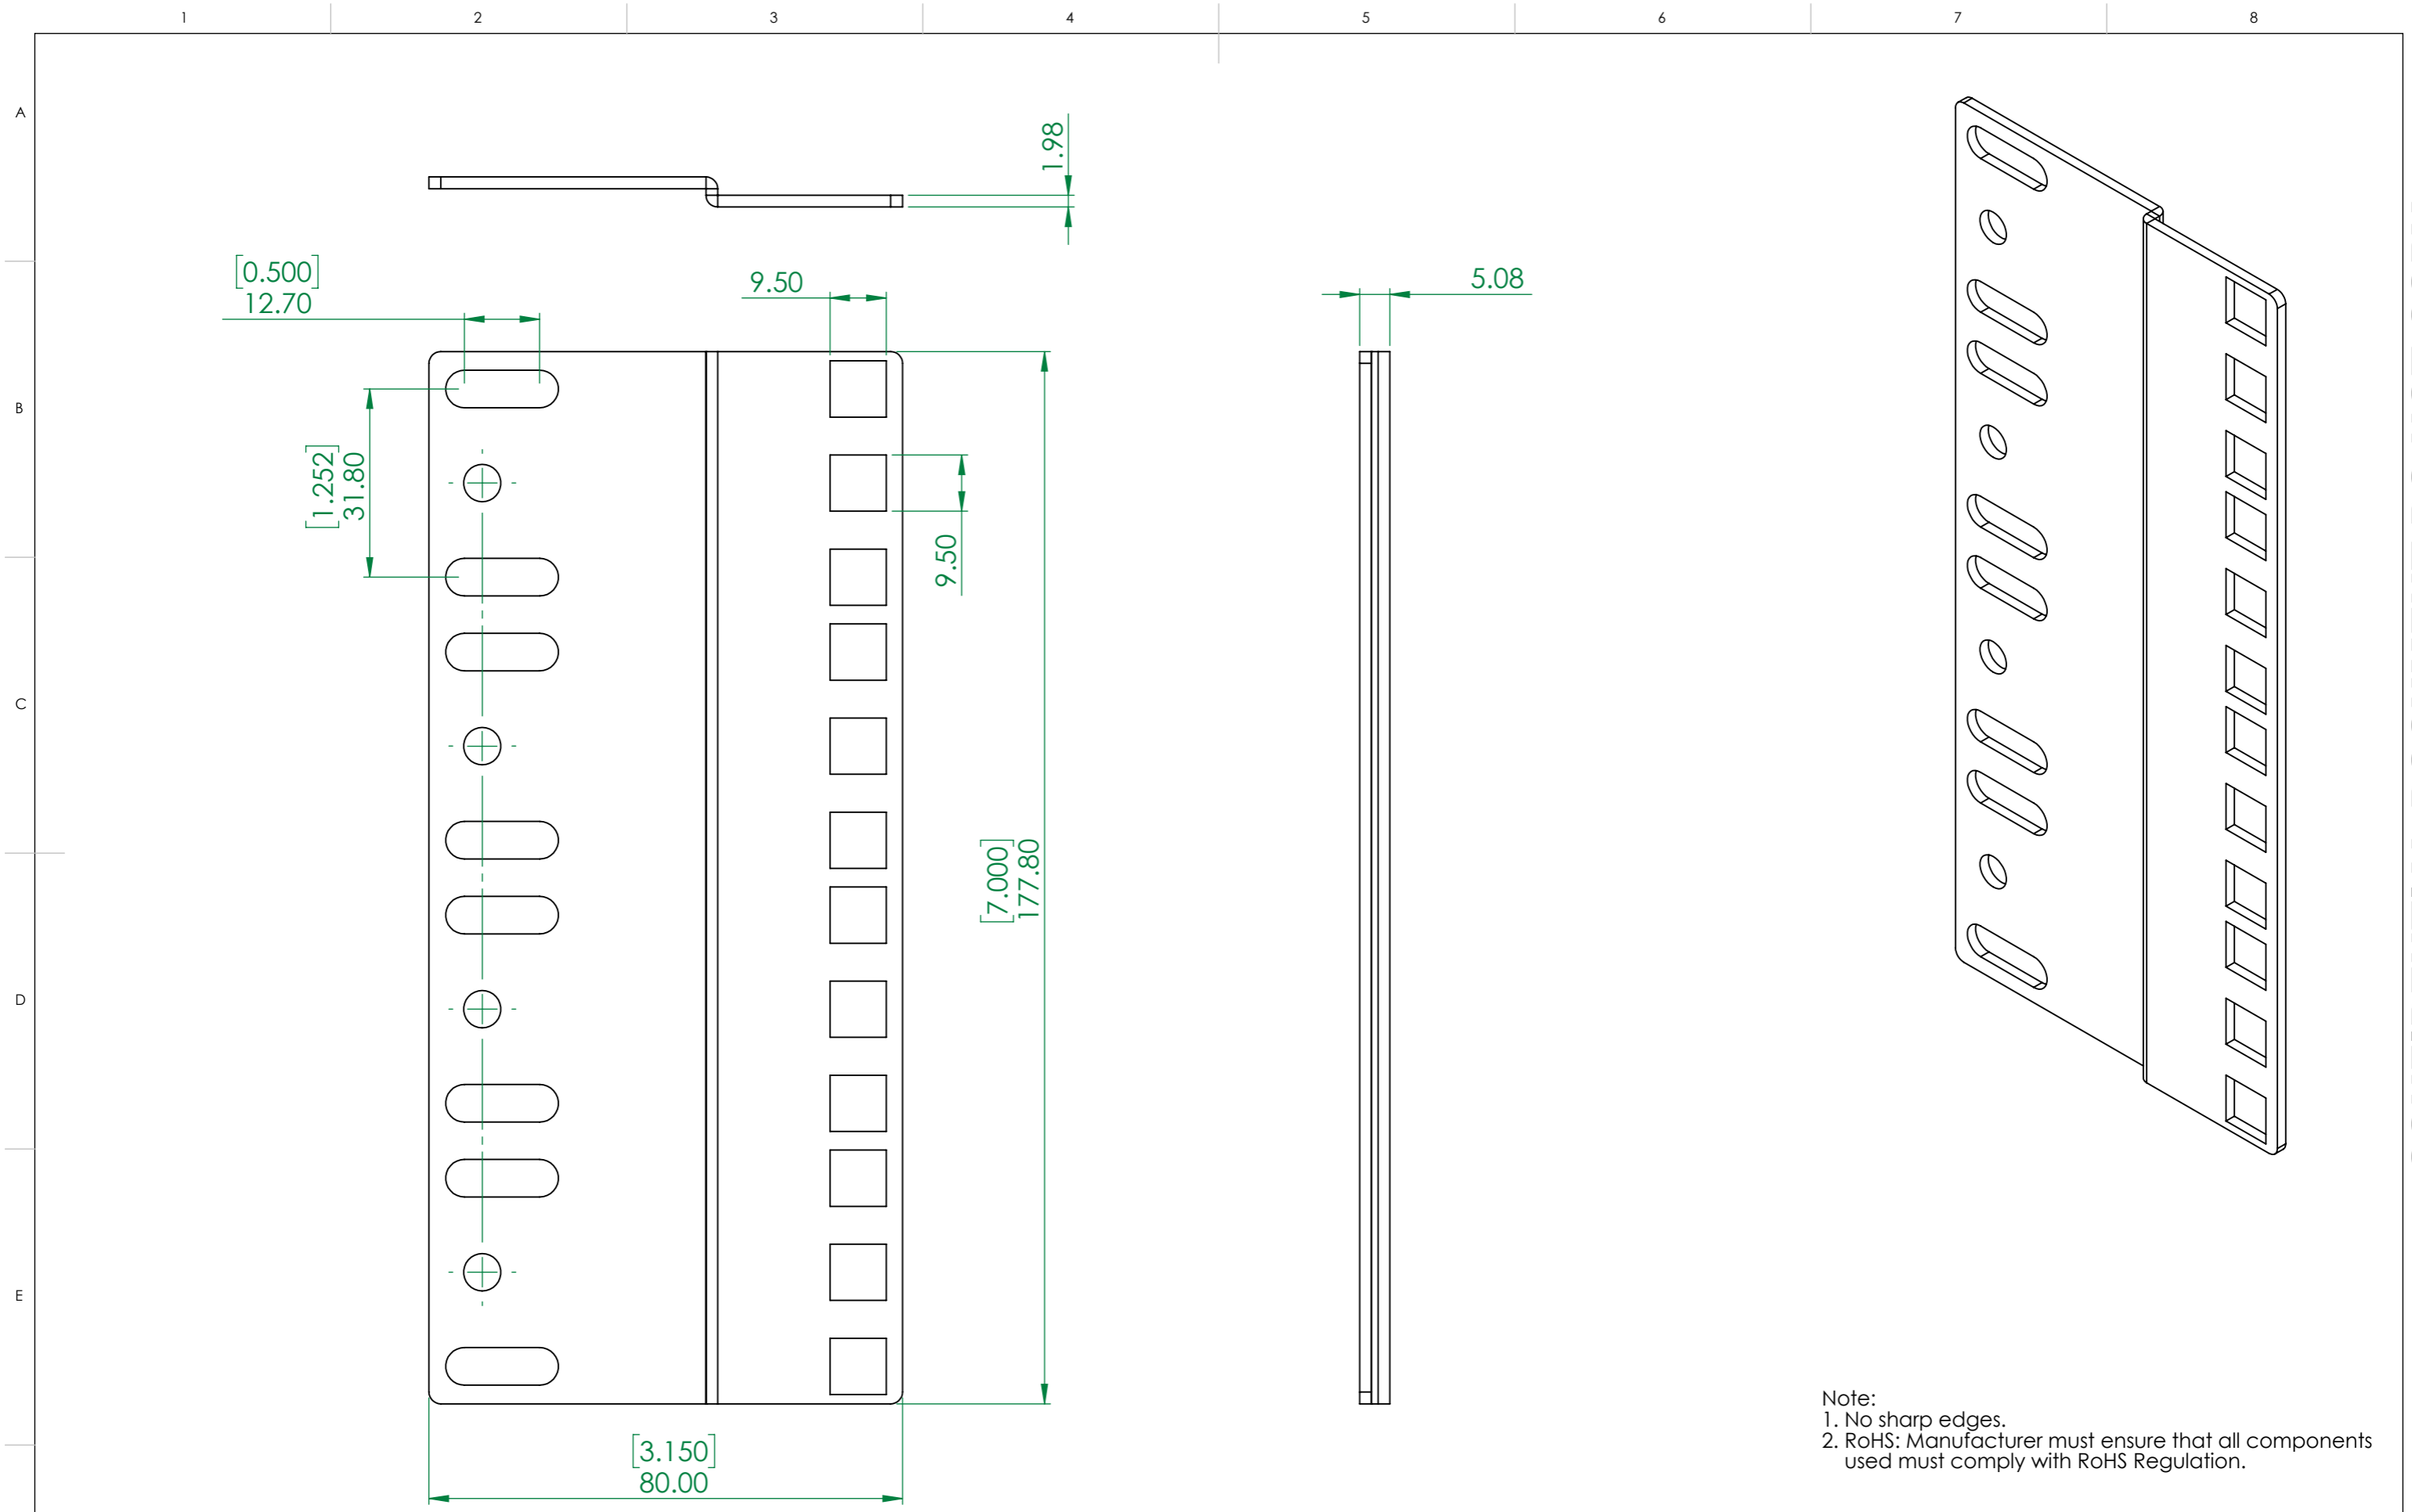 1 2 3 4 5 6 7 8
A
1.98
[0.500]
12.70
9.50
5.08
B
[1.252]
31.80
9.50
C
[7.000]
177.80
D
E
Note:
1. No sharp edges.
2. RoHS: Manufacturer must ensure that all components
used must comply with RoHS Regulation.
[3.150]
80.00